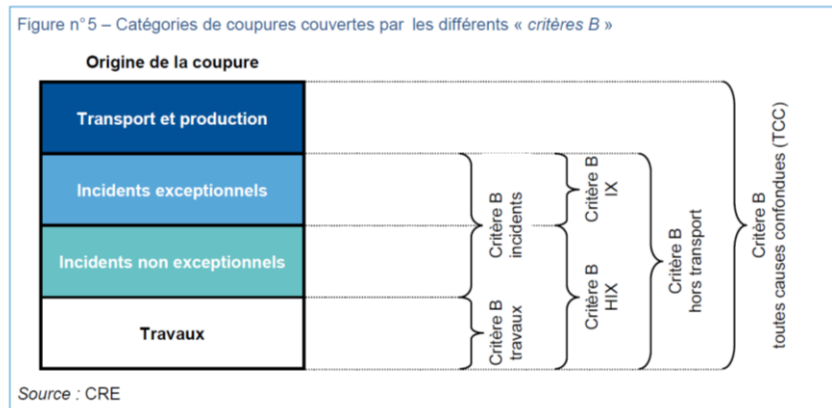 Figure n°5 – Catégories de coupures couvertes par les différents « critères B »
Origine de la coupure
Transport et production
Incidents exceptionnels
Incidents non exceptionnels
Travaux
Critère B
incidents
Critère B
travaux
Critère B
IX
Critère B
HIX
Critère B
hors transport
Critère B
toutes causes confondues (TCC)
Source : CRE